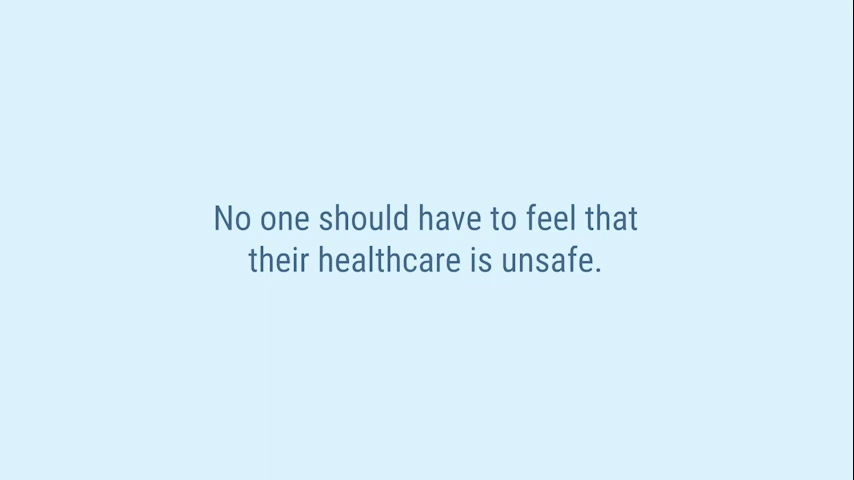 No one should have to feel that
their healthcare is unsafe.